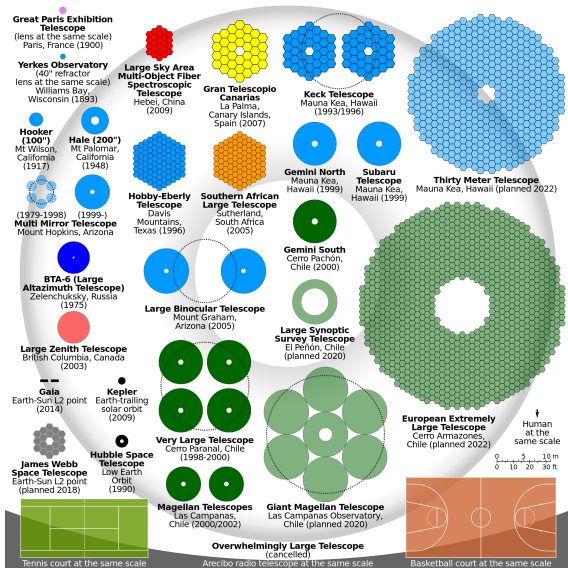 Great Paris Exhibition
Telescope
(lens at the same scale)
Paris, France (1900)
Yerkes Observatory
(40" refractor
lens at the same scale)
Williams Bay,
Wisconsin (1893)
Hooker
(100")
Mt Wilson,
California
(1917)
Hale (200")
Mt Palomar,
California
(1948)
(1979-1998)
(1999-)
Multi Mirror Telescope
Mount Hopkins, Arizona
BTA-6 (Large
Altazimuth Telescope)
Zelenchuksky, Russia
(1975)
Large Zenith Telescope
British Columbia, Canada
(2003)
Gaia
Earth-Sun L2 point
(2014)
Kepler
Earth-trailing
solar orbit
(2009)
James Webb
Space Telescope
Earth-Sun L2 point
(planned 2018)
Hubble Space
Telescope
Low Earth
Orbit
(1990)
Large Sky Area
Multi-Object Fiber
Spectroscopic
Telescope
Hebei, China
(2009)
Gran Telescopio
Canarias
La Palma,
Canary Islands,
Spain (2007)
Keck Telescope
Mauna Kea, Hawaii
(1993/1996)
Thirty Meter Telescope
Mauna Kea, Hawaii (planned 2022)
Hobby-Eberly
Telescope
Davis
Mountains,
Texas (1996)
Southern African
Large Telescope
Sutherland,
South Africa
(2005)
Gemini North
Mauna Kea,
Hawaii (1999)
Subaru
Telescope
Mauna Kea,
Hawaii (1999)
Gemini South
Cerro Pachón,
Chile (2000)
Large Binocular Telescope
Mount Graham,
Arizona (2005)
Large Synoptic
Survey Telescope
El Peñón, Chile
(planned 2020)
European Extremely
Large Telescope
Cerro Armazones,
Chile (planned 2022)
Very Large Telescope
Cerro Paranal, Chile
(1998-2000)
Magellan Telescopes
Las Campanas,
Chile (2000/2002)
Giant Magellan Telescope
Las Campanas Observatory,
Chile (planned 2020)
Human
at the
same scale
0 5 10 m
0 10 20 30 ft
Overwhelmingly Large Telescope
(cancelled)
Tennis court at the same scale
Arecibo radio telescope at the same scale
Basketball court at the same scale